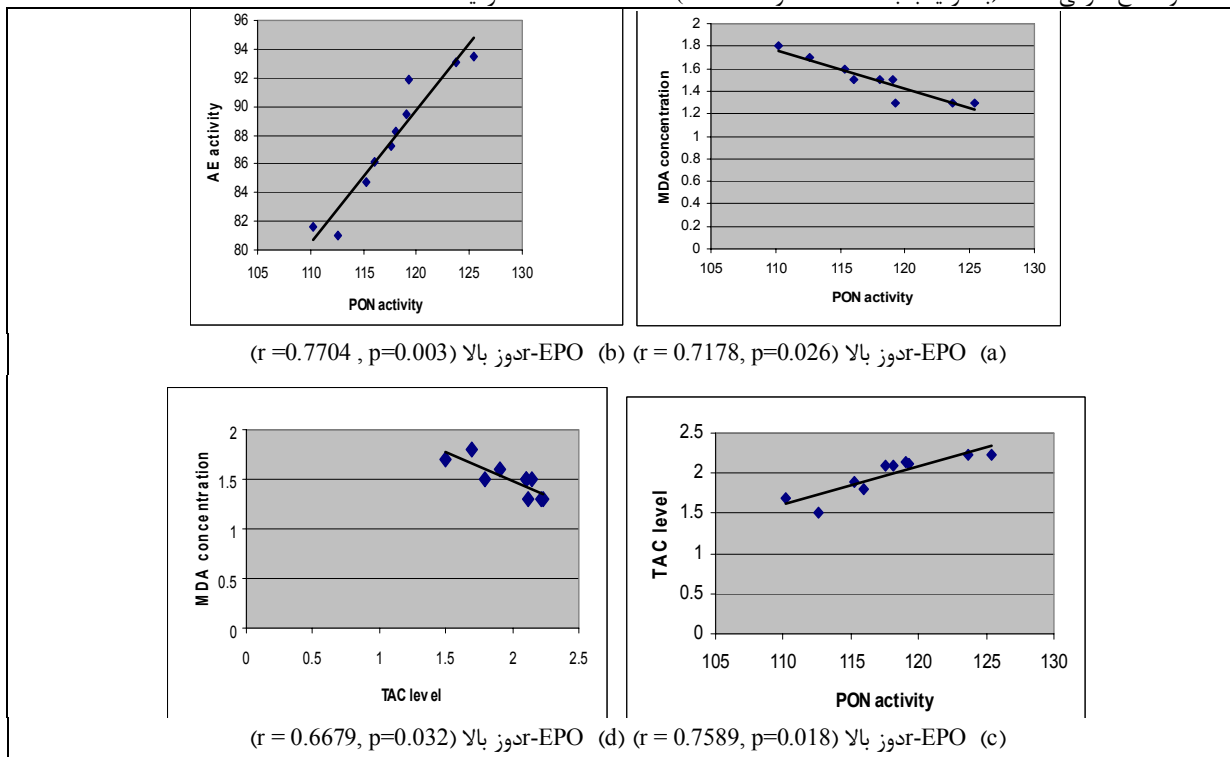 2
1.8
1.6
1.4
1.2
1
0.8
0.6
0.4
0.2
0
MDA concentration
105 110 115 120 125 130
PON activity
96
94
92
90
88
86
84
82
80
AE activity
105 110 115 120 125 130
PON activity
(a) r-EPO دوز بالا (r = 0.7178, p=0.026) (b) r-EPO دوز بالا (r =0.7704 , p=0.003)
2.5
2
1.5
1
0.5
0
TAC level
105 110 115 120 125 130
PON activity
2
1.5
1
0.5
0
MDA concentration
0 0.5 1 1.5 2 2.5
TAC level
(c) r-EPO دوز بالا (r = 0.7589, p=0.018) (d) r-EPO دوز بالا (r = 0.6679, p=0.032)